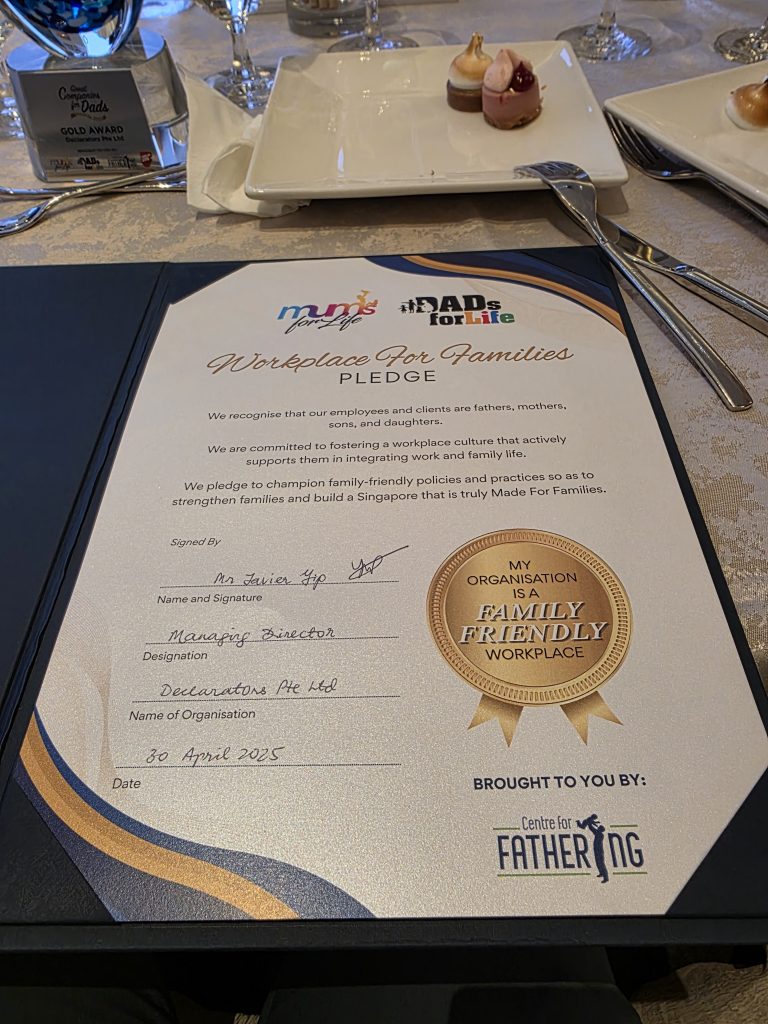 Great
Companies
for Dads
GOLD AWARD
Declarators Pte Ltd
mums
for Life
DADs
forLife
Workplace For Families
PLEDGE
We recognise that our employees and clients are fathers, mothers,
sons, and daughters.
We are committed to fostering a workplace culture that actively
supports them in integrating work and family life.
We pledge to champion family-friendly policies and practices so as to
strengthen families and build a Singapore that is truly Made For Families.
Signed By
Mr Javier Yip
Name and Signature
Managing Director
Designation
Declarators Pte Ltd
Name of Organisation
30 April 2025
Date
MY
ORGANISATION
IS A
FAMILY
FRIENDLY
WORKPLACE
BROUGHT TO YOU BY:
Centre for
FATHERING